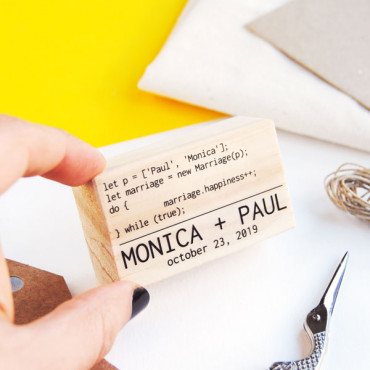 let p = ['Paul', 'Monica'];
let marriage = new Marriage(p);
do {
marriage.happiness++;
} while (true);
MONICA + PAUL
october 23, 2019